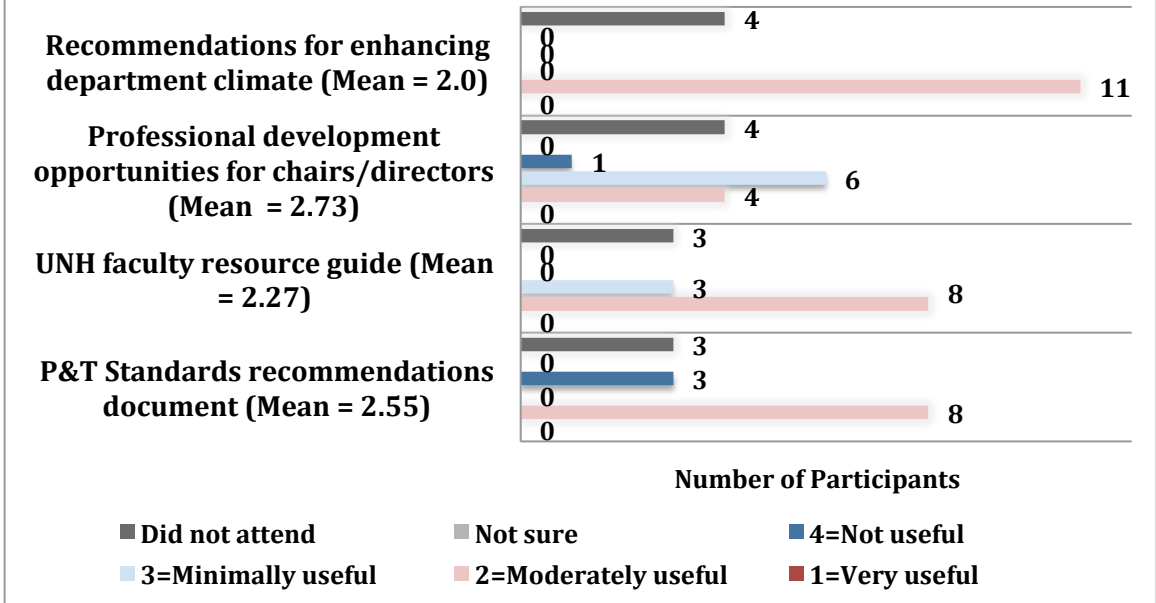 Recommendations for enhancing
department climate (Mean = 2.0)
4
0
0
0
11
0
Professional development
opportunities for chairs/directors
(Mean = 2.73)
4
0
1
6
4
0
UNH faculty resource guide (Mean
= 2.27)
3
0
0
3
8
0
P&T Standards recommendations
document (Mean = 2.55)
3
0
3
0
8
0
Number of Participants
Did not attend Not sure 4=Not useful
3=Minimally useful 2=Moderately useful 1=Very useful